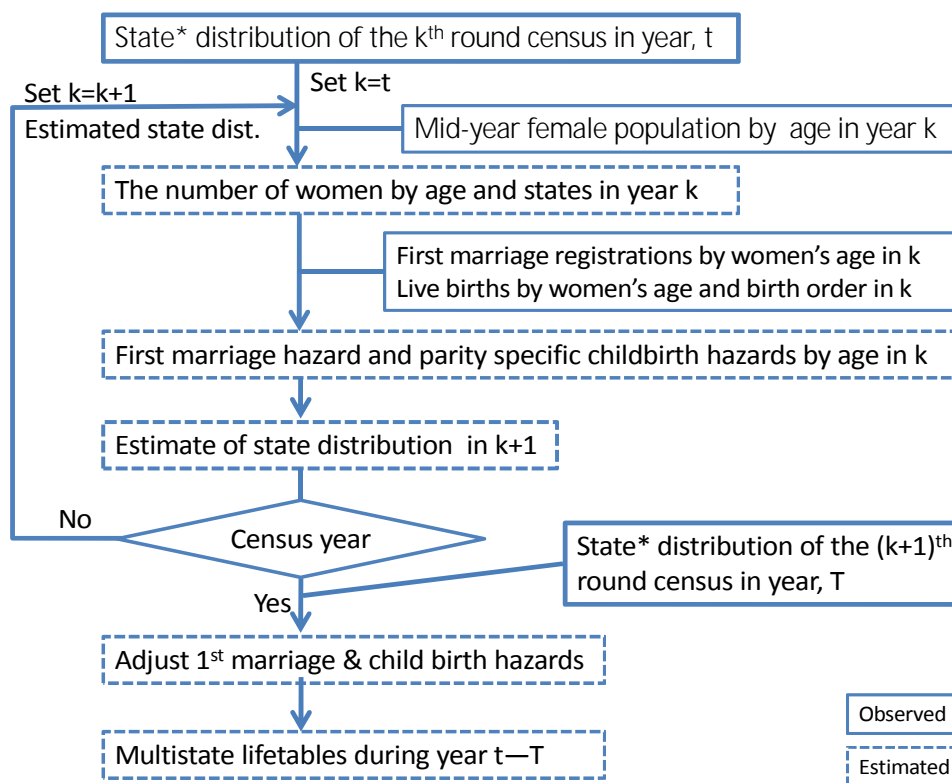 State* distribution of the kth round census in year, t
Set k=t
Set k=k+1
Estimated state dist.
Mid-year female population by age in year k
The number of women by age and states in year k
First marriage registrations by women's age in k
Live births by women's age and birth order in k
First marriage hazard and parity specific childbirth hazards by age in k
Estimate of state distribution in k+1
No
Census year
State* distribution of the (k+1)th
round census in year, T
Yes
Adjust 1st marriage & child birth hazards
Multistate lifetables during year t—T
Observed
Estimated